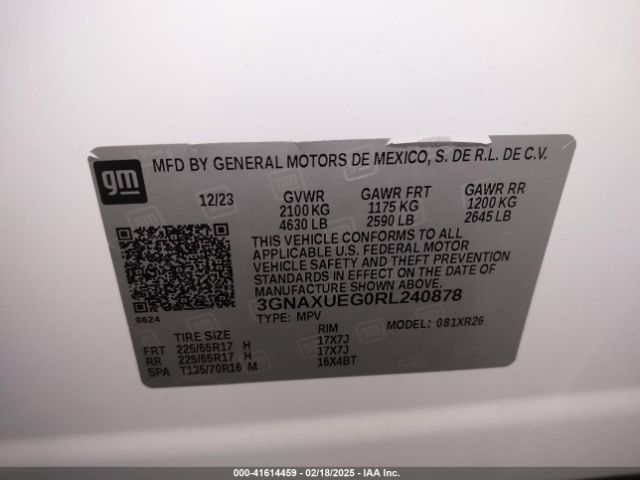 gm
MFD BY GENERAL MOTORS DE MEXICO, S. DE R.L. DE C.V.
12/23 GVWR GAWR FRT GAWR RR
2100 KG 1175 KG 1200 KG
4630 LB 2590 LB 2645 LB
THIS VEHICLE CONFORMS TO ALL
APPLICABLE U.S. FEDERAL MOTOR
VEHICLE SAFETY AND THEFT PREVENTION
STANDARDS IN EFFECT ON THE DATE
OF MANUFACTURE SHOWN ABOVE.
8624
3GNAXUEG0RL240878
TYPE: MPV
MODEL: 081XR26
TIRE SIZE RIM
FRT 225/65R17 H 17X7J
RR 225/65R17 H 17X7J
SPA T135/70R16 M 16X4BT
000-41614459 - 02/18/2025 - IAA Inc.